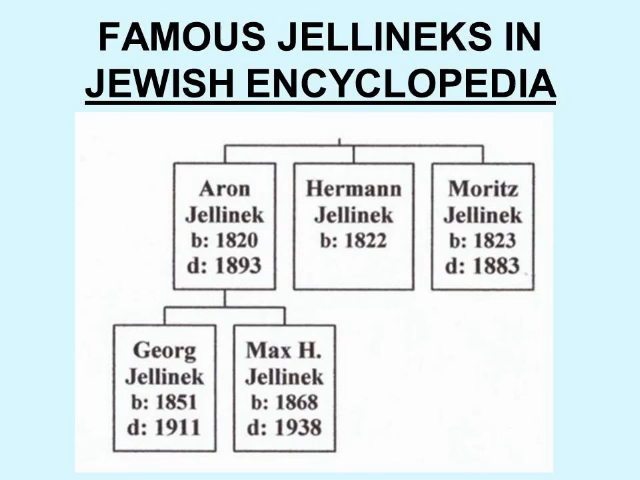 FAMOUS JELLINEKS IN
JEWISH ENCYCLOPEDIA
Aron
Jellinek
b: 1820
d: 1893
Hermann
Jellinek
b: 1822
Moritz
Jellinek
b: 1823
d: 1883
Georg
Jellinek
b: 1851
d: 1911
Max H.
Jellinek
b: 1868
d: 1938